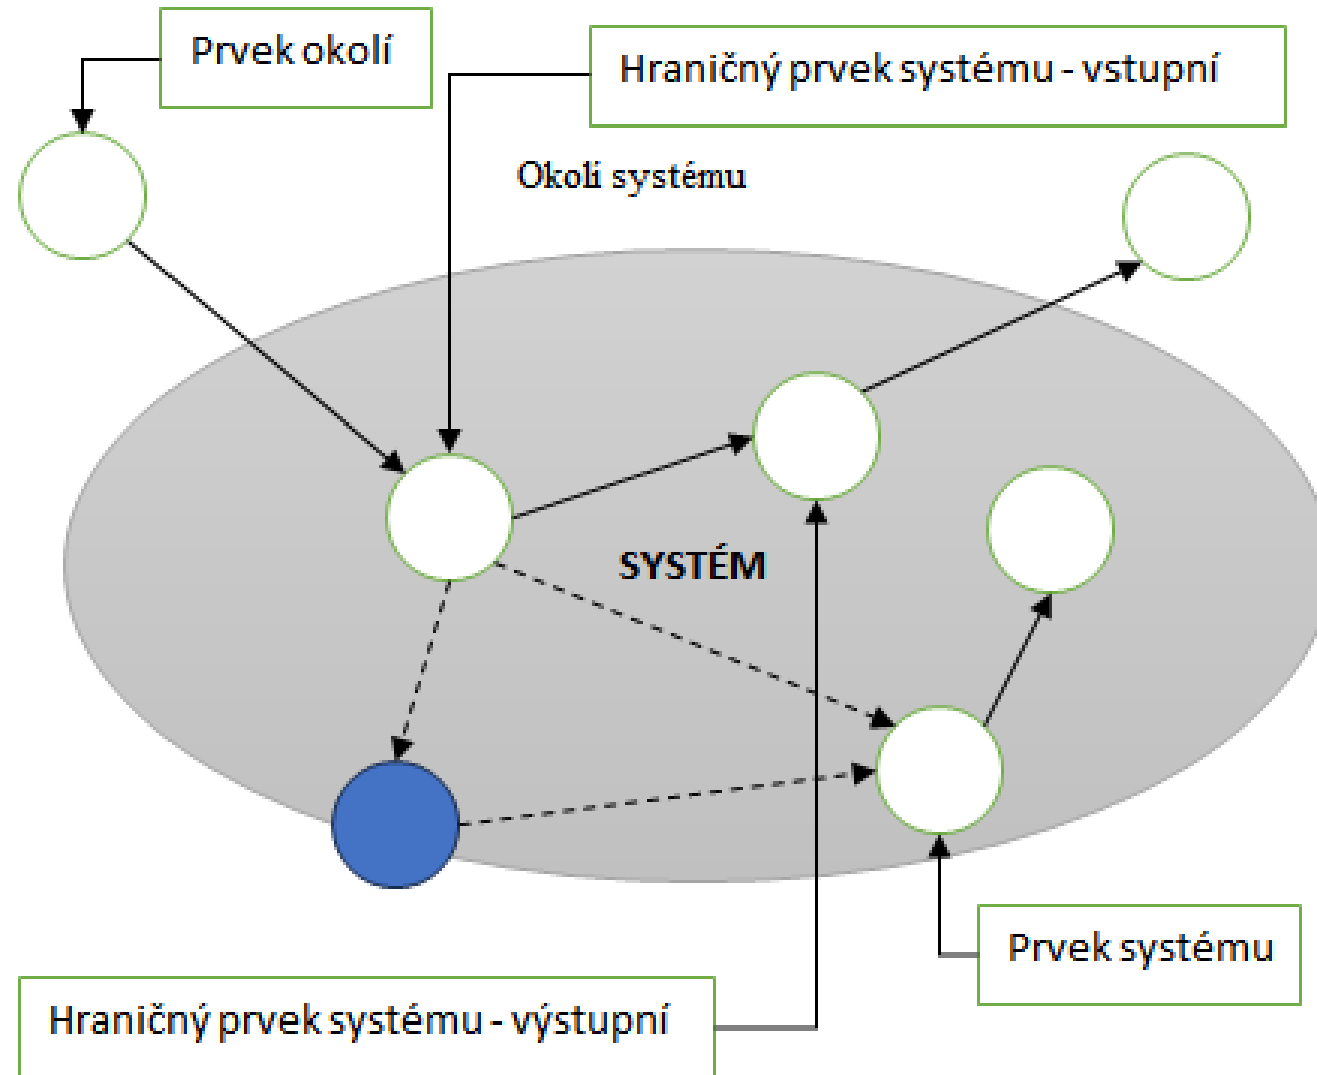 Prvek okolí
Hraničný prvek systému - vstupní
Okolí systému
SYSTÉM
Prvek systému
Hraničný prvek systému - výstupní